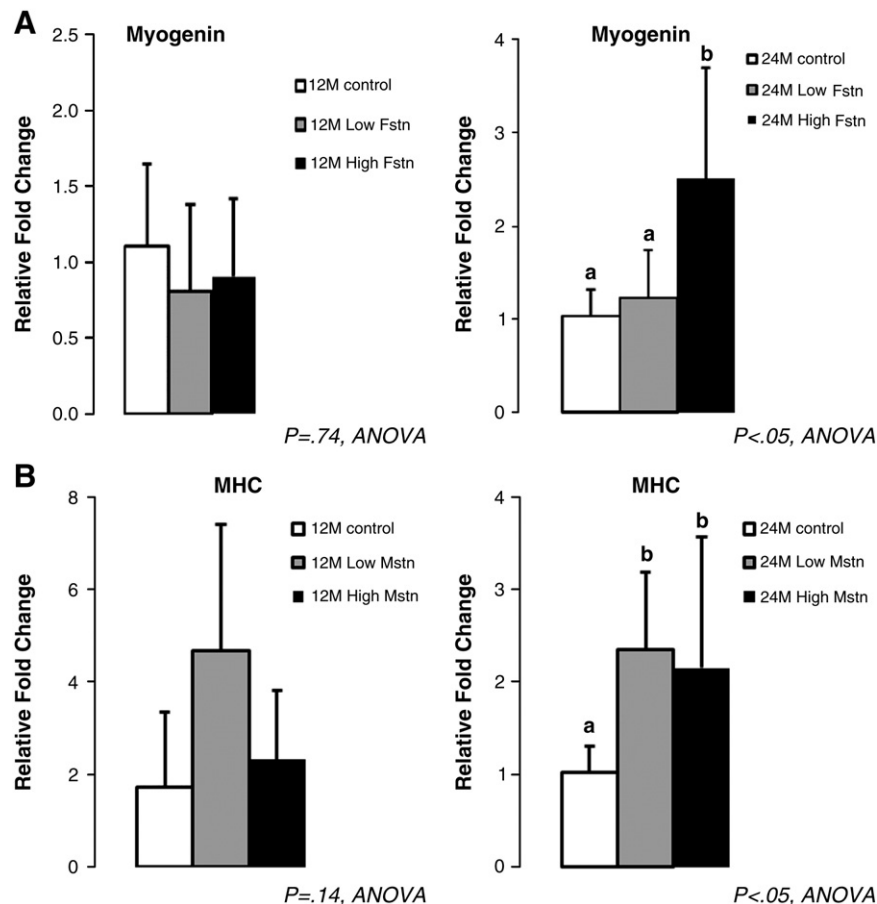 A
Myogenin
Relative Fold Change
2.5
2.0
1.5
1.0
0.5
0.0
12M control
12M Low Fstn
12M High Fstn
P=.74, ANOVA
Myogenin
Relative Fold Change
4
3
2
1
0
a
a
b
24M control
24M Low Fstn
24M High Fstn
P<.05, ANOVA
B
MHC
Relative Fold Change
8
6
4
2
0
12M control
12M Low Mstn
12M High Mstn
P=.14, ANOVA
MHC
Relative Fold Change
4
3
2
1
0
a
b
b
24M control
24M Low Mstn
24M High Mstn
P<.05, ANOVA